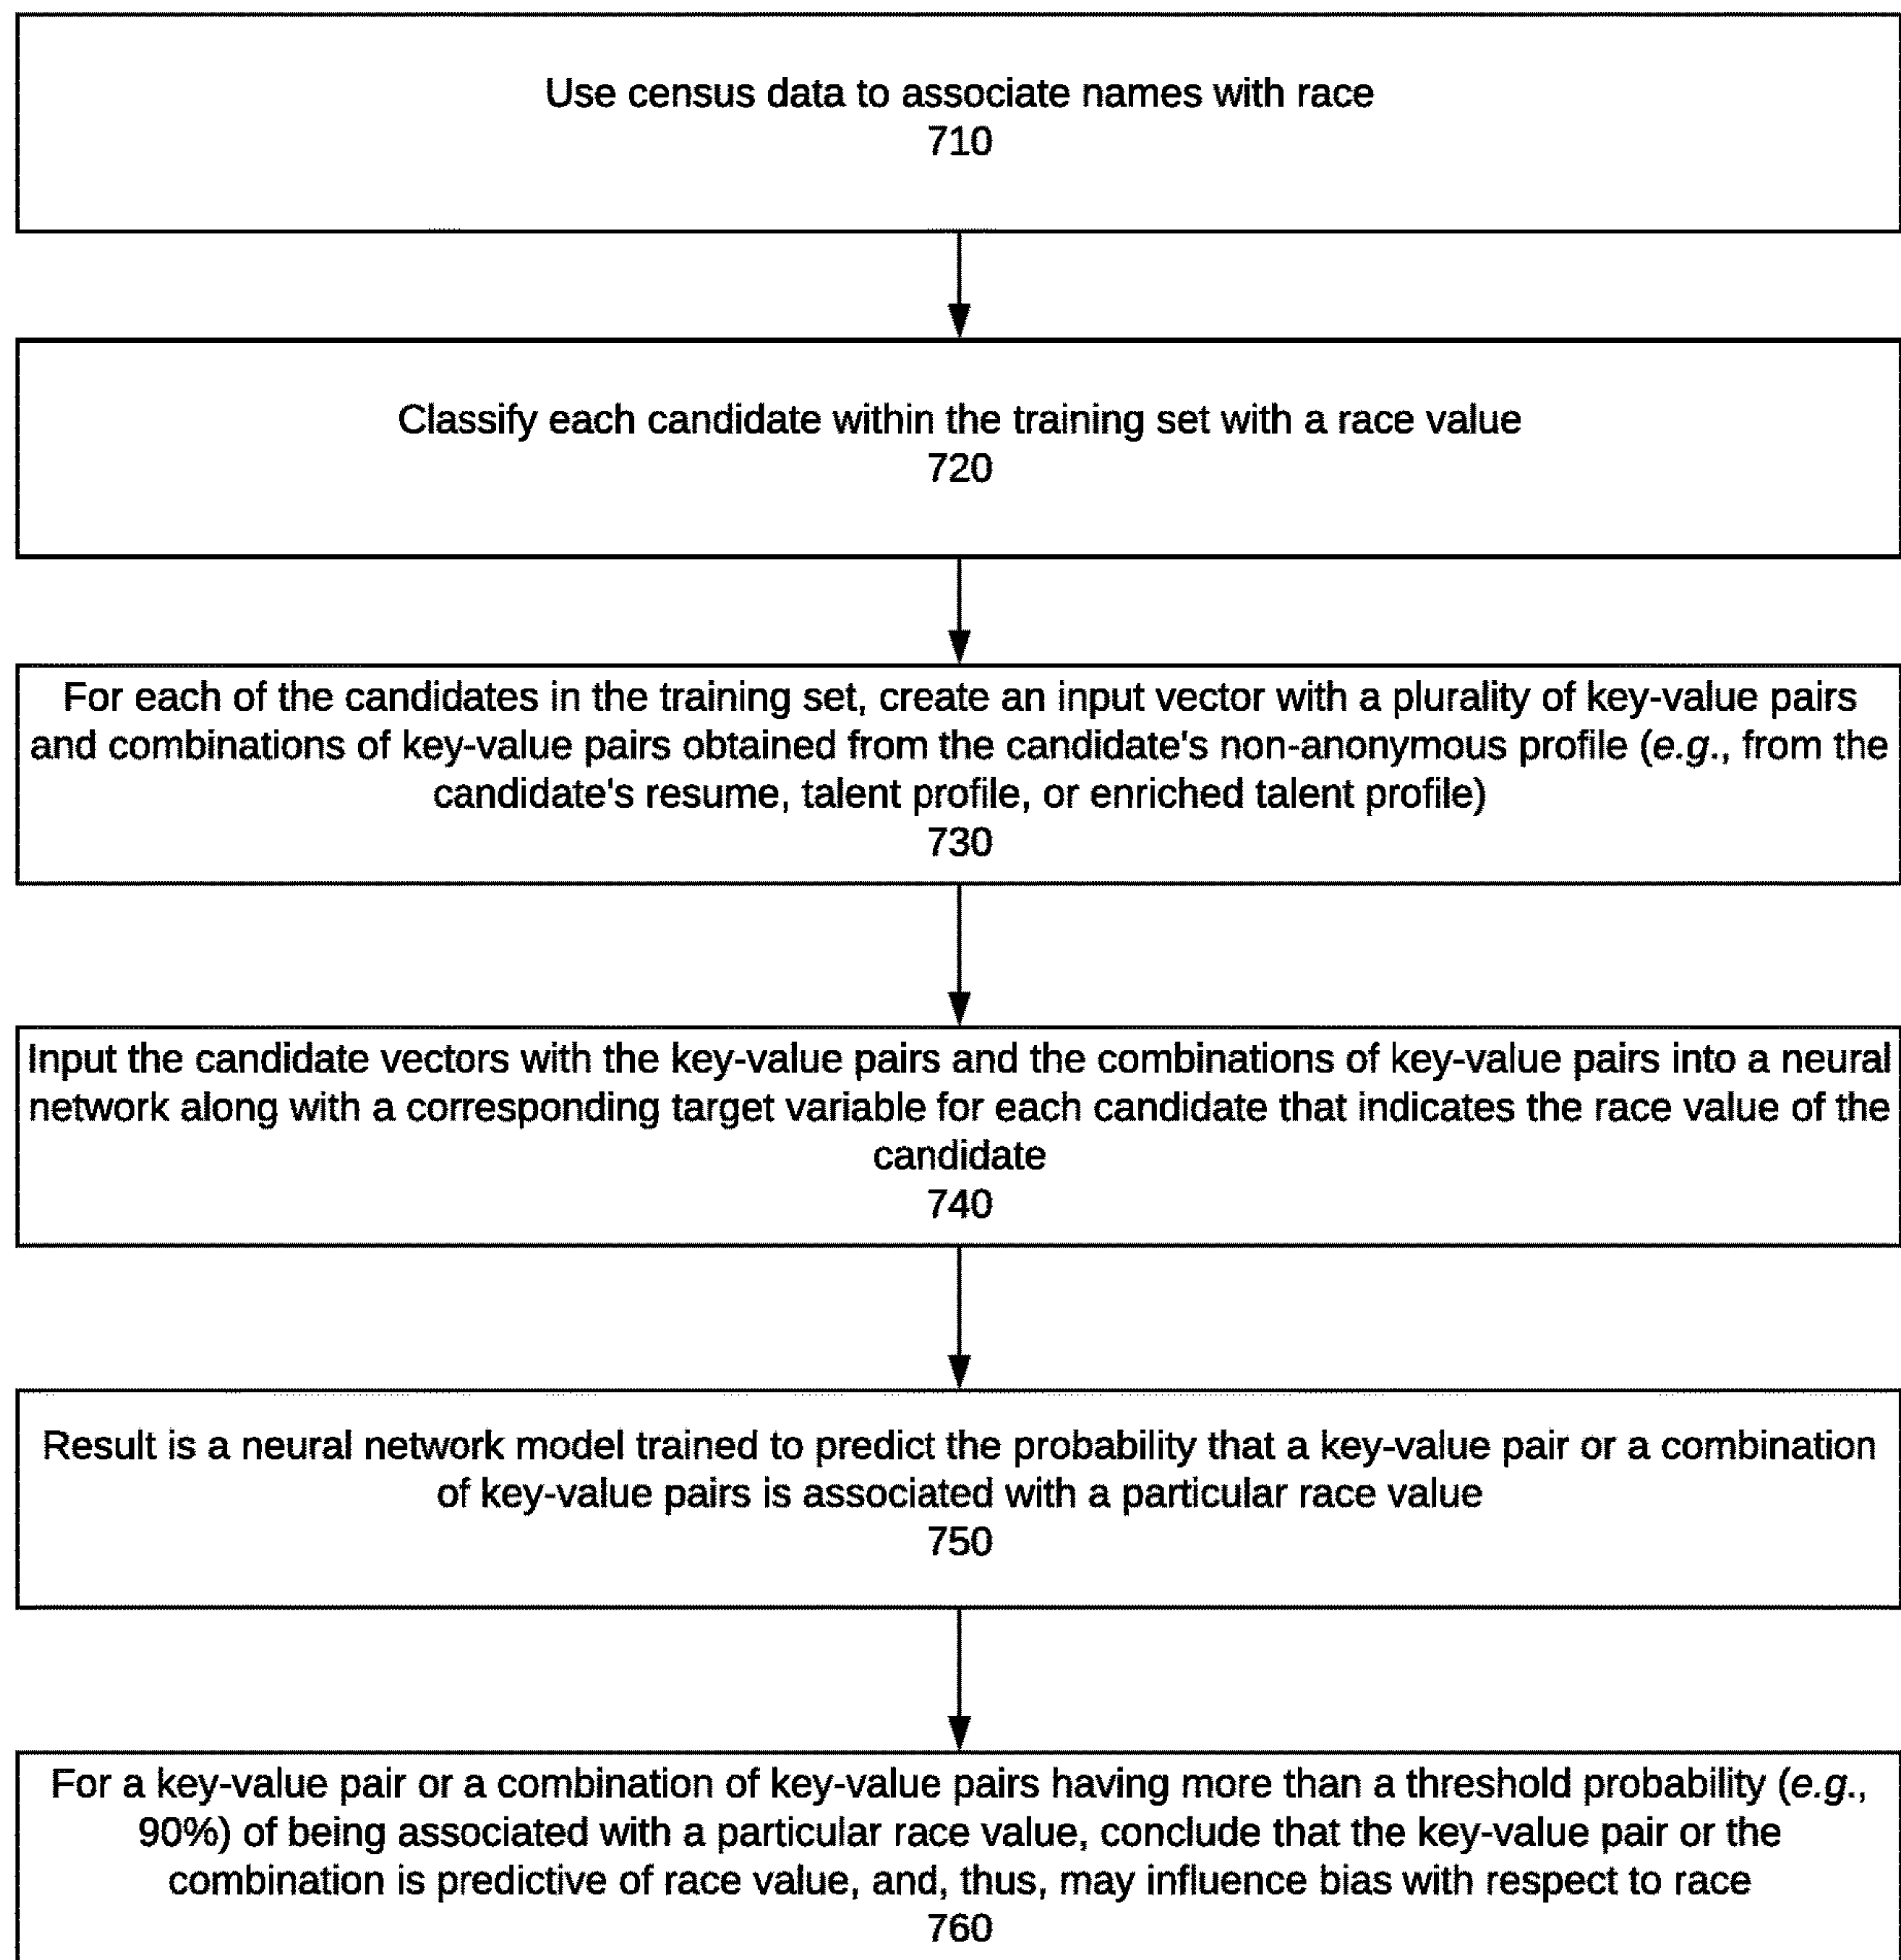 Use census data to associate names with race
710
Classify each candidate within the training set with a race value
720
For each of the candidates in the training set, create an input vector with a plurality of key-value pairs
and combinations of key-value pairs obtained from the candidate's non-anonymous profile (e.g., from the
candidate's resume, talent profile, or enriched talent profile)
730
Input the candidate vectors with the key-value pairs and the combinations of key-value pairs into a neural
network along with a corresponding target variable for each candidate that indicates the race value of the
candidate
740
Result is a neural network model trained to predict the probability that a key-value pair or a combination
of key-value pairs is associated with a particular race value
750
For a key-value pair or a combination of key-value pairs having more than a threshold probability (e.g.,
90%) of being associated with a particular race value, conclude that the key-value pair or the
combination is predictive of race value, and, thus, may influence bias with respect to race
760